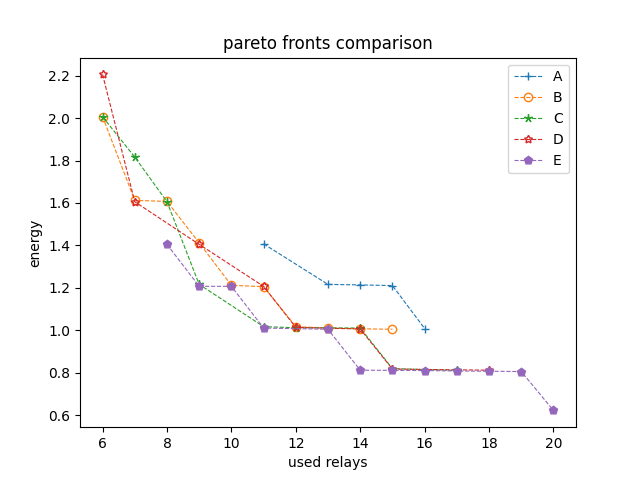 pareto fronts comparison
A
B
C
D
E
energy
2.2
2.0
1.8
1.6
1.4
1.2
1.0
0.8
0.6
6 8 10 12 14 16 18 20
used relays